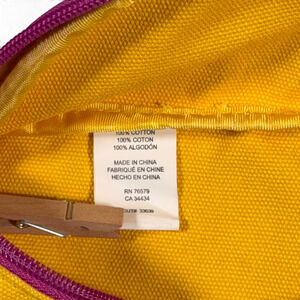 100% COTTON
100% COTON
100% ALGODÓN
MADE IN CHINA
FABRIQUÉ EN CHINE
HECHO EN CHINA
RN 76579
CA 34434